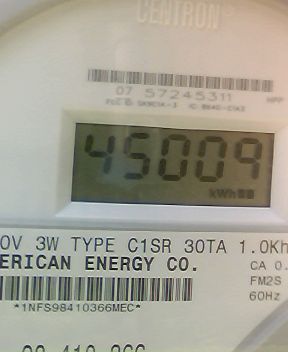 CENTRON
07 57245311
45009
kWh
0V 3W TYPE C1SR 30TA 1.0Kh
ERICAN ENERGY CO.
CA 0.
FM2S
60Hz
*1NFS98410366MEC*